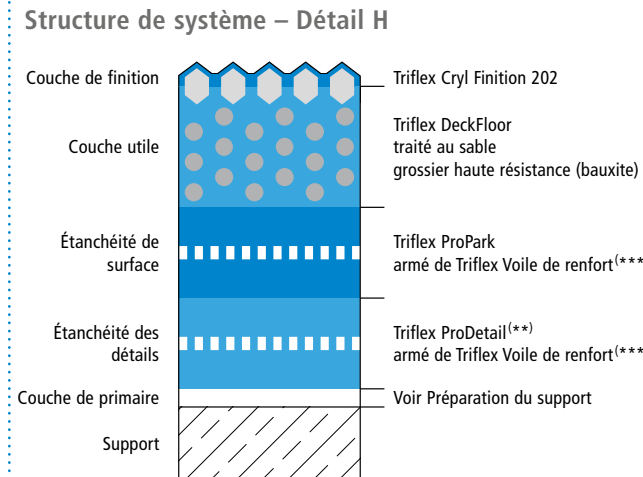 Structure de système – Détail H
Couche de finition
Triflex Cryl Finition 202
Couche utile
Triflex DeckFloor
traité au sable
grossier haute résistance (bauxite)
Étanchéité de
surface
Triflex ProPark
armé de Triflex Voile de renfort(***
Étanchéité des
détails
Triflex ProDetail(**)
armé de Triflex Voile de renfort(***
Couche de primaire
Voir Préparation du support
Support